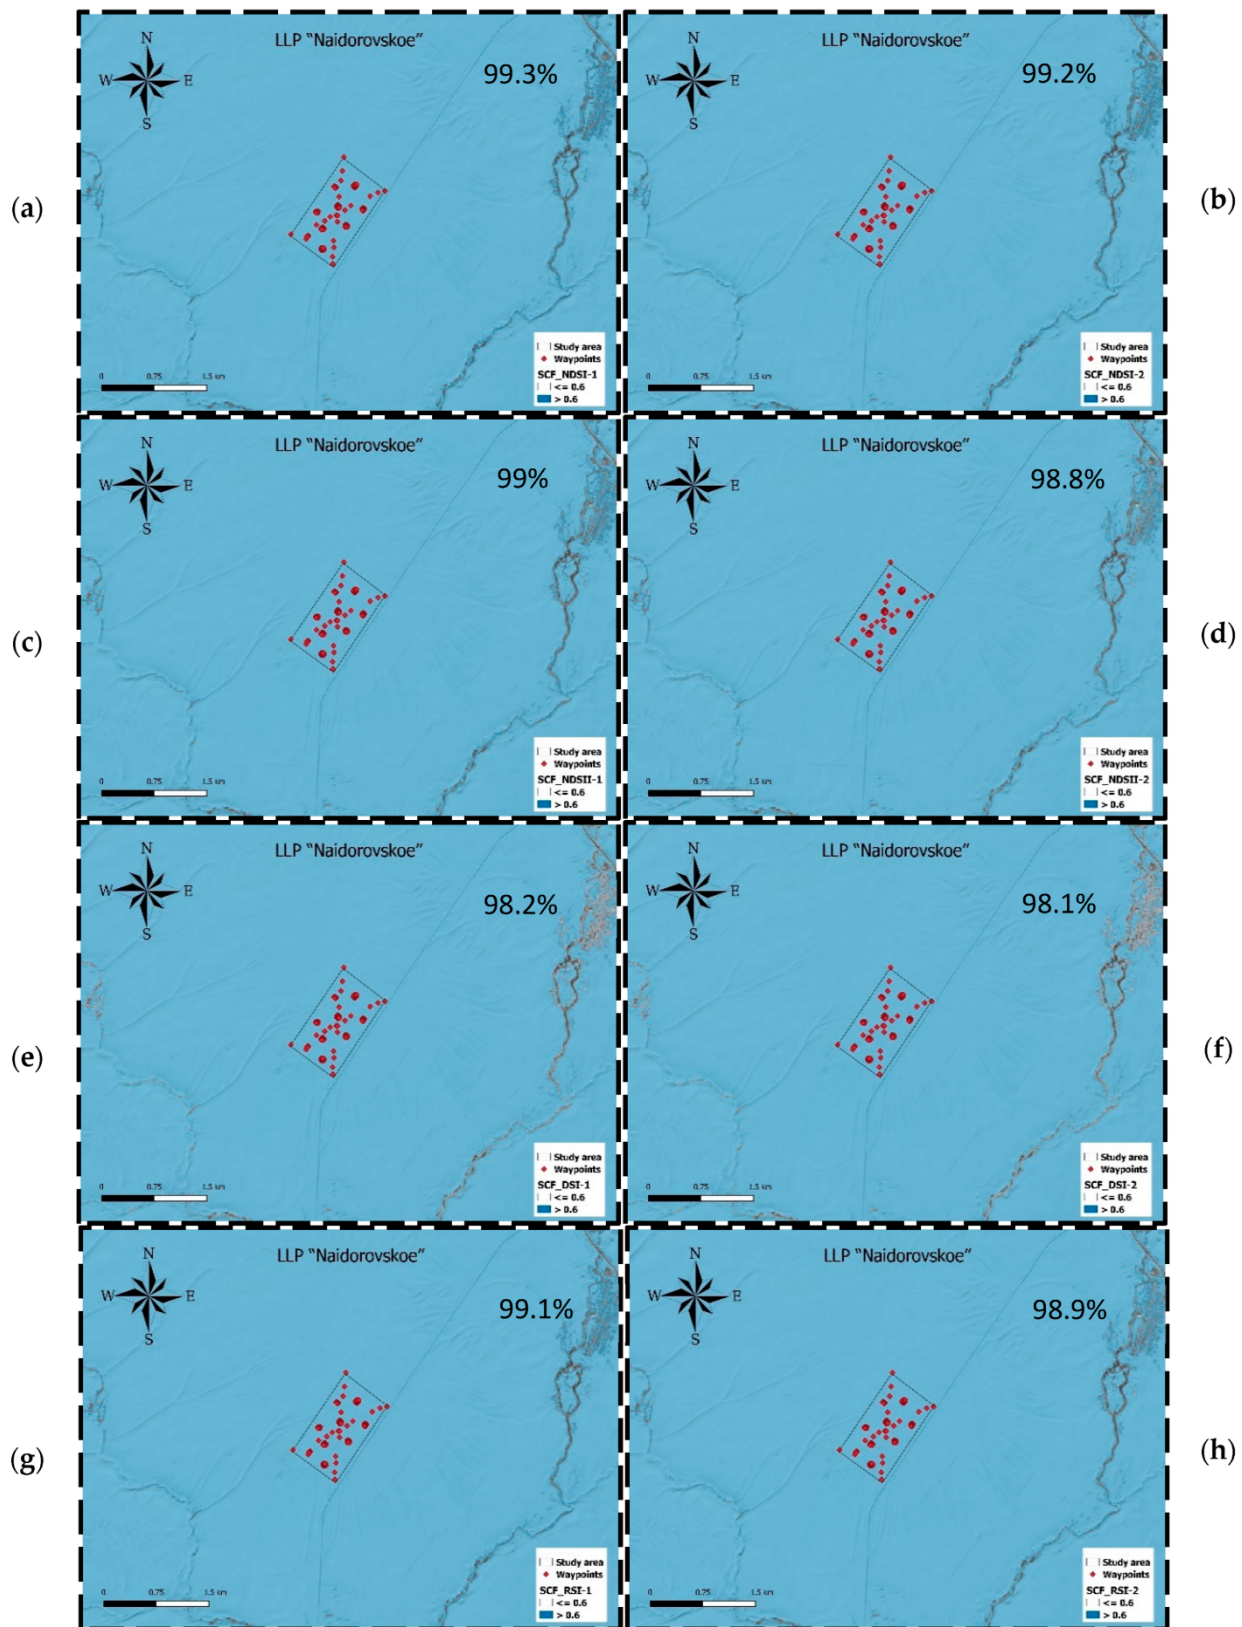 (a)
LLP "Naidorovskoe"
99.3%
N
W E
S
0 0.75 1.5 km
Study area
Waypoints
SCF_NDSI-1
<= 0.6
> 0.6
LLP "Naidorovskoe"
99.2%
N
W E
S
0 0.75 1.5 km
Study area
Waypoints
SCF_NDSI-2
<= 0.6
> 0.6
(b)
(c)
LLP "Naidorovskoe"
99%
N
W E
S
0 0.75 1.5 km
Study area
Waypoints
SCF_NDSII-1
<= 0.6
> 0.6
LLP "Naidorovskoe"
98.8%
N
W E
S
0 0.75 1.5 km
Study area
Waypoints
SCF_NDSII-2
<= 0.6
> 0.6
(d)
(e)
LLP "Naidorovskoe"
98.2%
N
W E
S
0 0.75 1.5 km
Study area
Waypoints
SCF_DSI-1
<= 0.6
> 0.6
LLP "Naidorovskoe"
98.1%
N
W E
S
0 0.75 1.5 km
Study area
Waypoints
SCF_DSI-2
<= 0.6
> 0.6
(f)
(g)
LLP "Naidorovskoe"
99.1%
N
W E
S
0 0.75 1.5 km
Study area
Waypoints
SCF_RSI-1
<= 0.6
> 0.6
LLP "Naidorovskoe"
98.9%
N
W E
S
0 0.75 1.5 km
Study area
Waypoints
SCF_RSI-2
<= 0.6
> 0.6
(h)